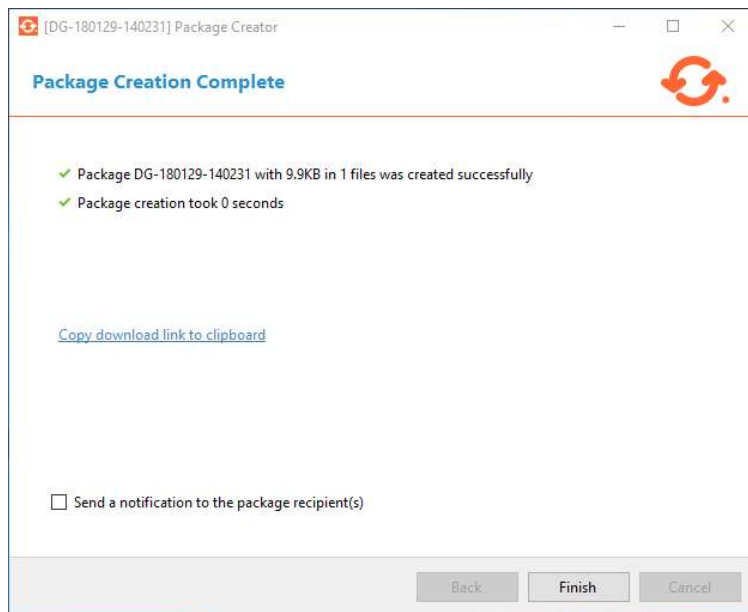 [DG-180129-140231] Package Creator
Package Creation Complete
Package DG-180129-140231 with 9.9KB in 1 files was created successfully
Package creation took 0 seconds
Copy download link to clipboard
Send a notification to the package recipient(s)
Back Finish Cancel